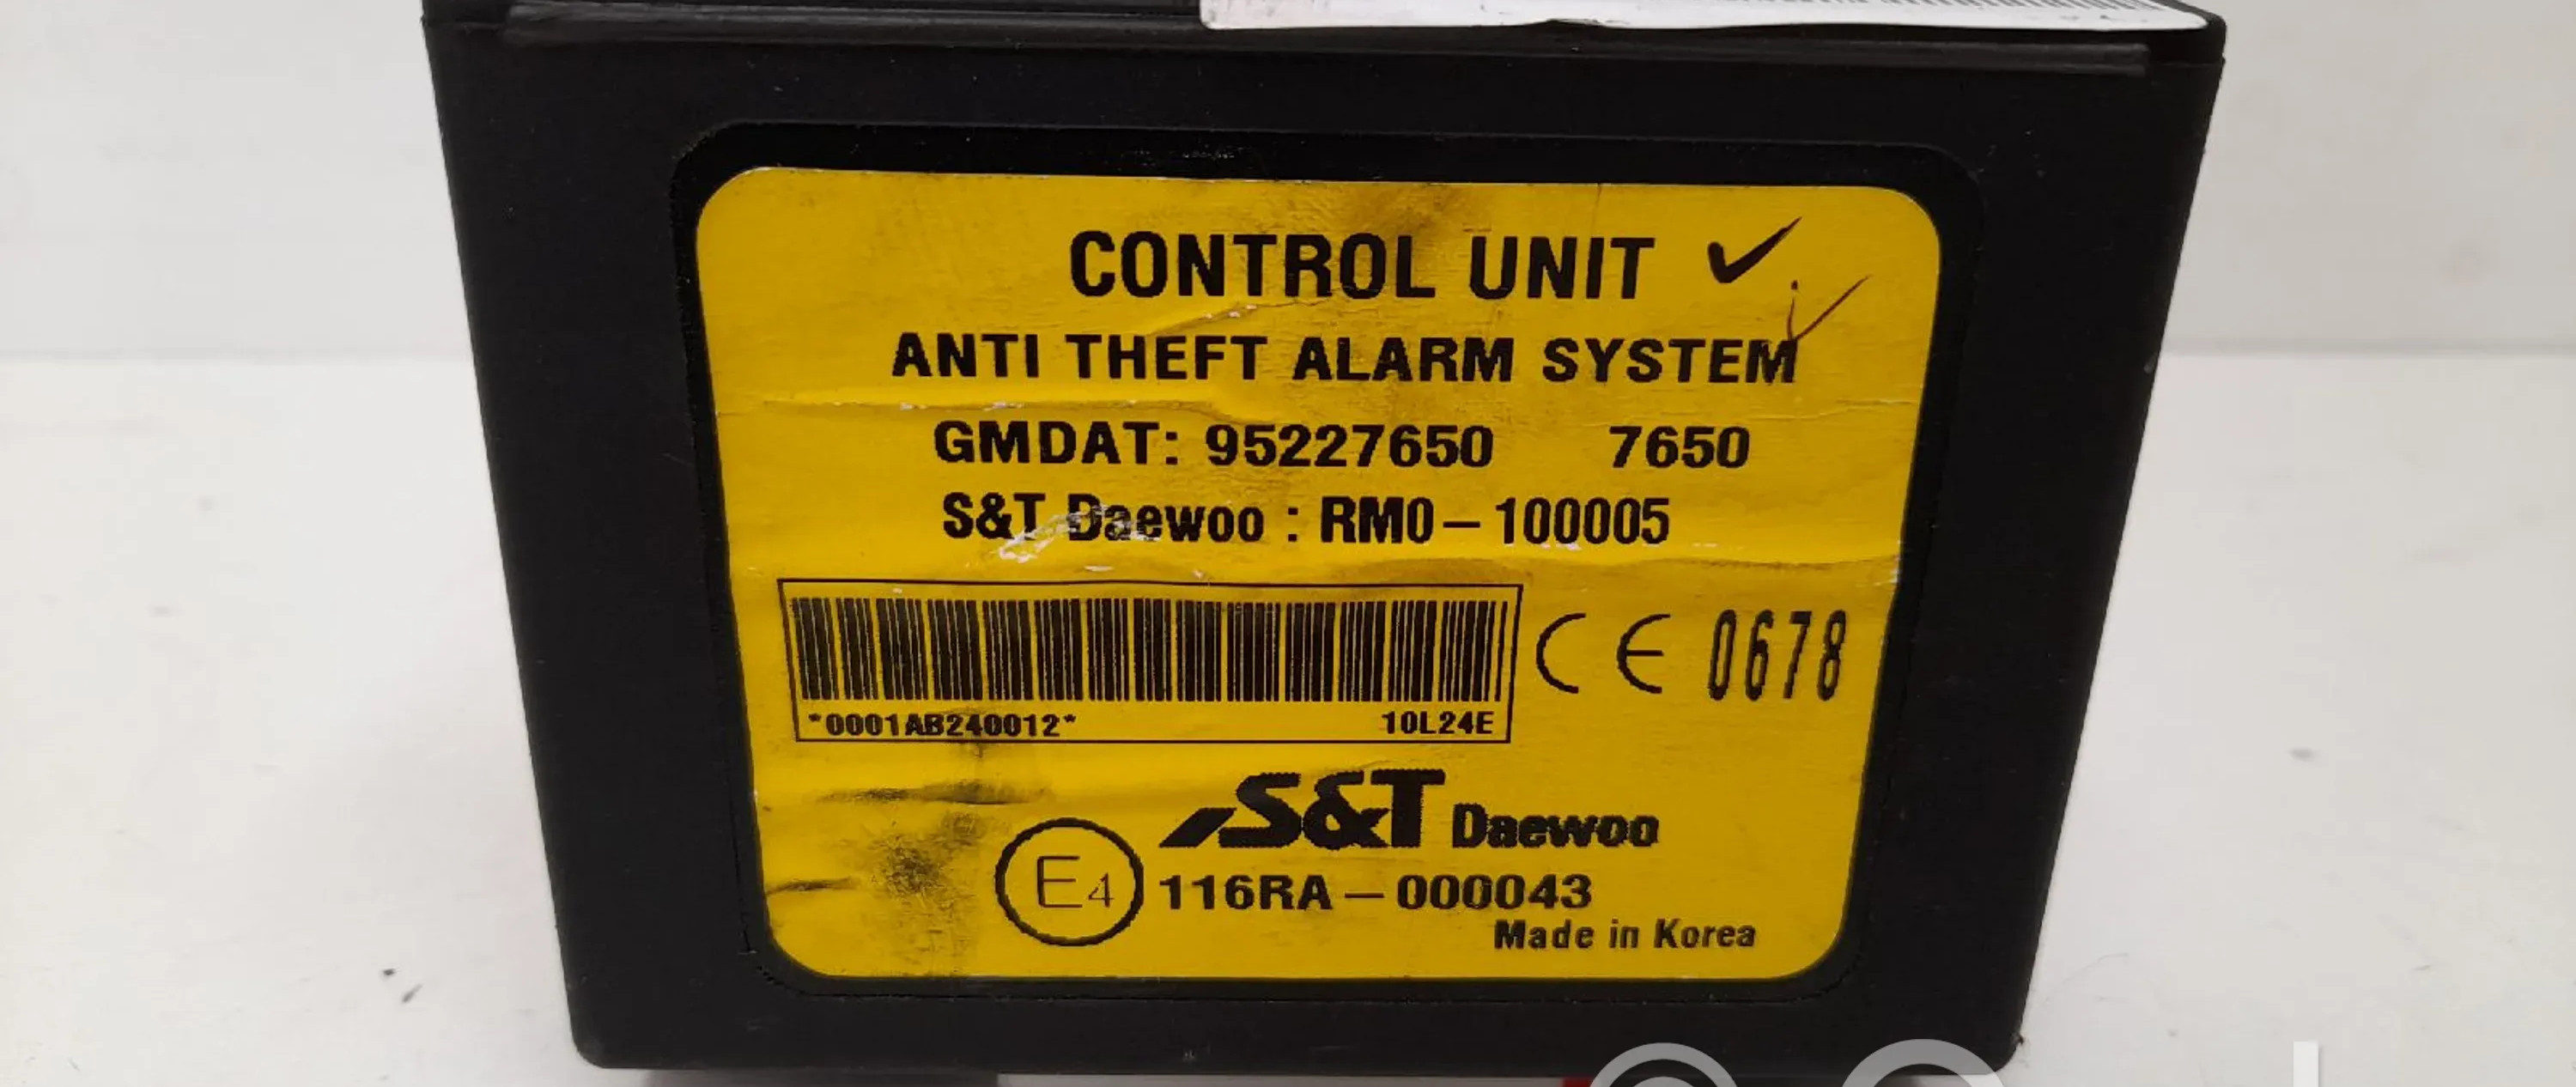 CONTROL UNIT
ANTI THEFT ALARM SYSTEM
GMDAT: 95227650 7650
S&T Daewoo : RM0-100005
CE 0678
*0001AB240012* 10L24E
S&T Daewoo
E4 116RA-000043
Made in Korea